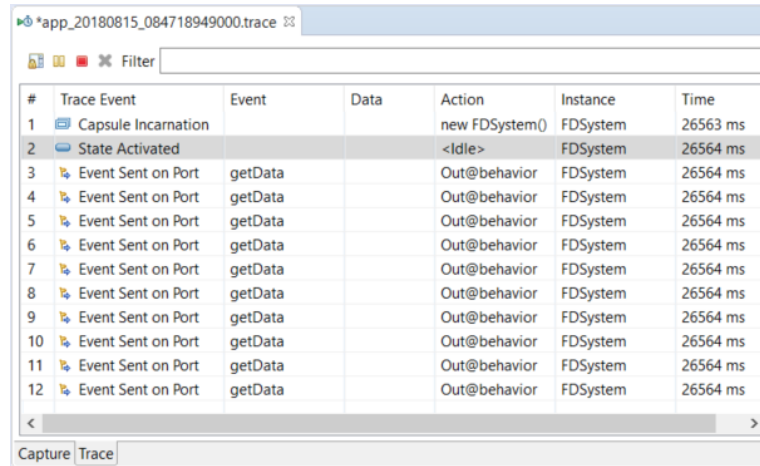 *app_20180815_084718949000.trace
Filter
# Trace Event Event Data Action Instance Time
1 Capsule Incarnation new FDSystem() FDSystem 26563 ms
2 State Activated <Idle> FDSystem 26564 ms
3 Event Sent on Port getData Out@behavior FDSystem 26564 ms
4 Event Sent on Port getData Out@behavior FDSystem 26564 ms
5 Event Sent on Port getData Out@behavior FDSystem 26564 ms
6 Event Sent on Port getData Out@behavior FDSystem 26564 ms
7 Event Sent on Port getData Out@behavior FDSystem 26564 ms
8 Event Sent on Port getData Out@behavior FDSystem 26564 ms
9 Event Sent on Port getData Out@behavior FDSystem 26564 ms
10 Event Sent on Port getData Out@behavior FDSystem 26564 ms
11 Event Sent on Port getData Out@behavior FDSystem 26564 ms
12 Event Sent on Port getData Out@behavior FDSystem 26564 ms
Capture Trace